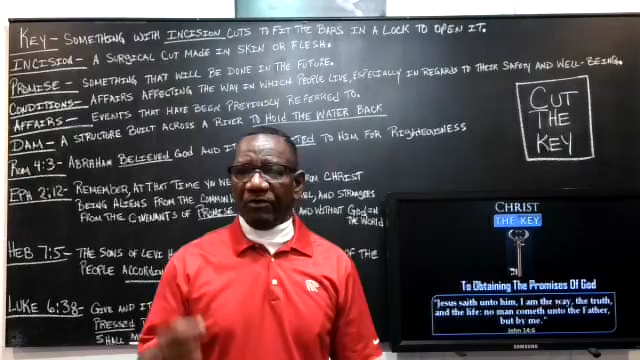 KEY - SOMETHING WITH INCISION CUTS TO FIT THE BARS IN A LOCK TO OPEN IT.
INCISION - A SURGICAL CUT MADE IN SKIN OR FLESH.
PROMISE - SOMETHING THAT WILL BE DONE IN THE FUTURE.
CONDITIONS - AFFAIRS AFFECTING THE WAY IN WHICH PEOPLE LIVE, ESPECIALLY IN REGARDS TO THEIR SAFETY AND WELL-BEING.
AFFAIRS - EVENTS THAT HAVE BEEN PREVIOUSLY REFERRED TO.
DAM - A STRUCTURE BUILT ACROSS A RIVER TO HOLD THE WATER BACK
ROM 4:3 - ABRAHAM BELIEVED GOD AND IT TO HIM FOR RIGHTEOUSNESS
EPH 2:12 - REMEMBER, AT THAT TIME YE WE CHRIST
BEING ALIENS FROM THE COMMON AND STRANGERS
FROM THE COVENANTS OF PROMISE AND WITHOUT GOD IN THE WORLD
HEB 7:5 - THE SONS OF LEVI H OF THE
PEOPLE
LUKE 6:38 - GIVE AND IT
PRESSED
SHALL
CUT
THE
KEY
CHRIST
THE KEY
To Obtaining The Promises Of God
"Jesus saith unto him, I am the way, the truth,
and the life: no man cometh unto the Father,
but by me."
John 14:6
SAMSUNG